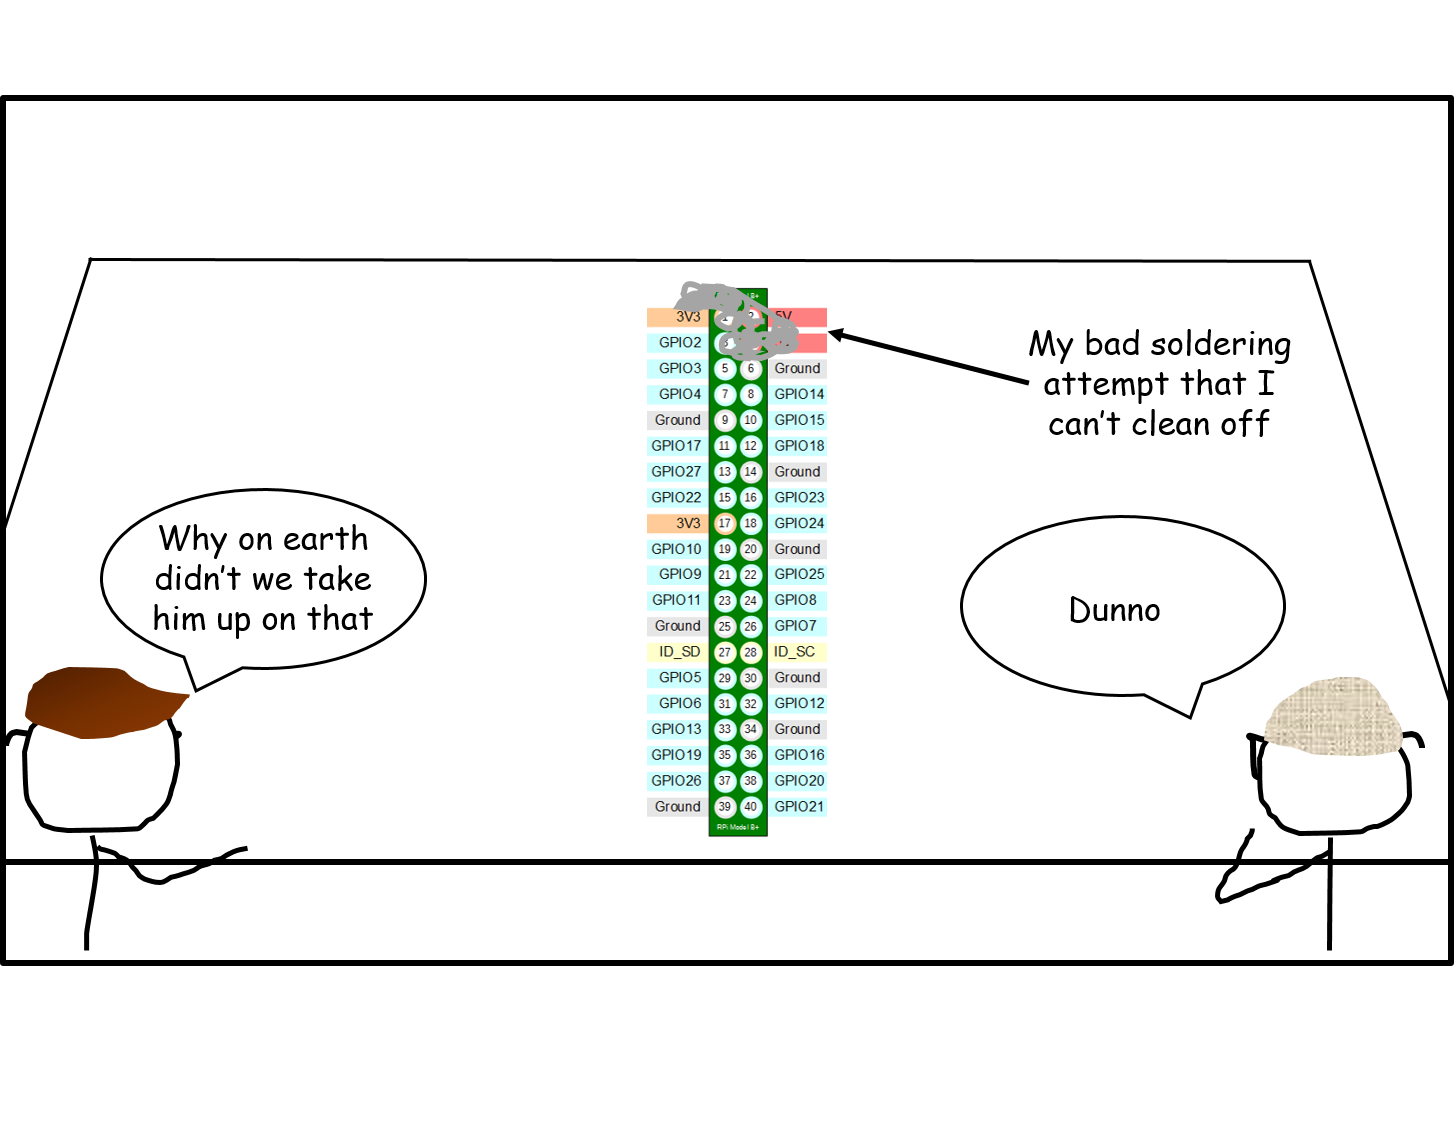 3V3 1 2 5V
GPIO2
GPIO3 5 6 Ground
GPIO4 7 8 GPIO14
Ground 9 10 GPIO15
GPIO17 11 12 GPIO18
GPIO27 13 14 Ground
GPIO22 15 16 GPIO23
3V3 17 18 GPIO24
GPIO10 19 20 Ground
GPIO9 21 22 GPIO25
GPIO11 23 24 GPIO8
Ground 25 26 GPIO7
ID_SD 27 28 ID_SC
GPIO5 29 30 Ground
GPIO6 31 32 GPIO12
GPIO13 33 34 Ground
GPIO19 35 36 GPIO16
GPIO26 37 38 GPIO20
Ground 39 40 GPIO21
RPi Model B+
My bad soldering
attempt that I
can't clean off
Why on earth
didn't we take
him up on that
Dunno